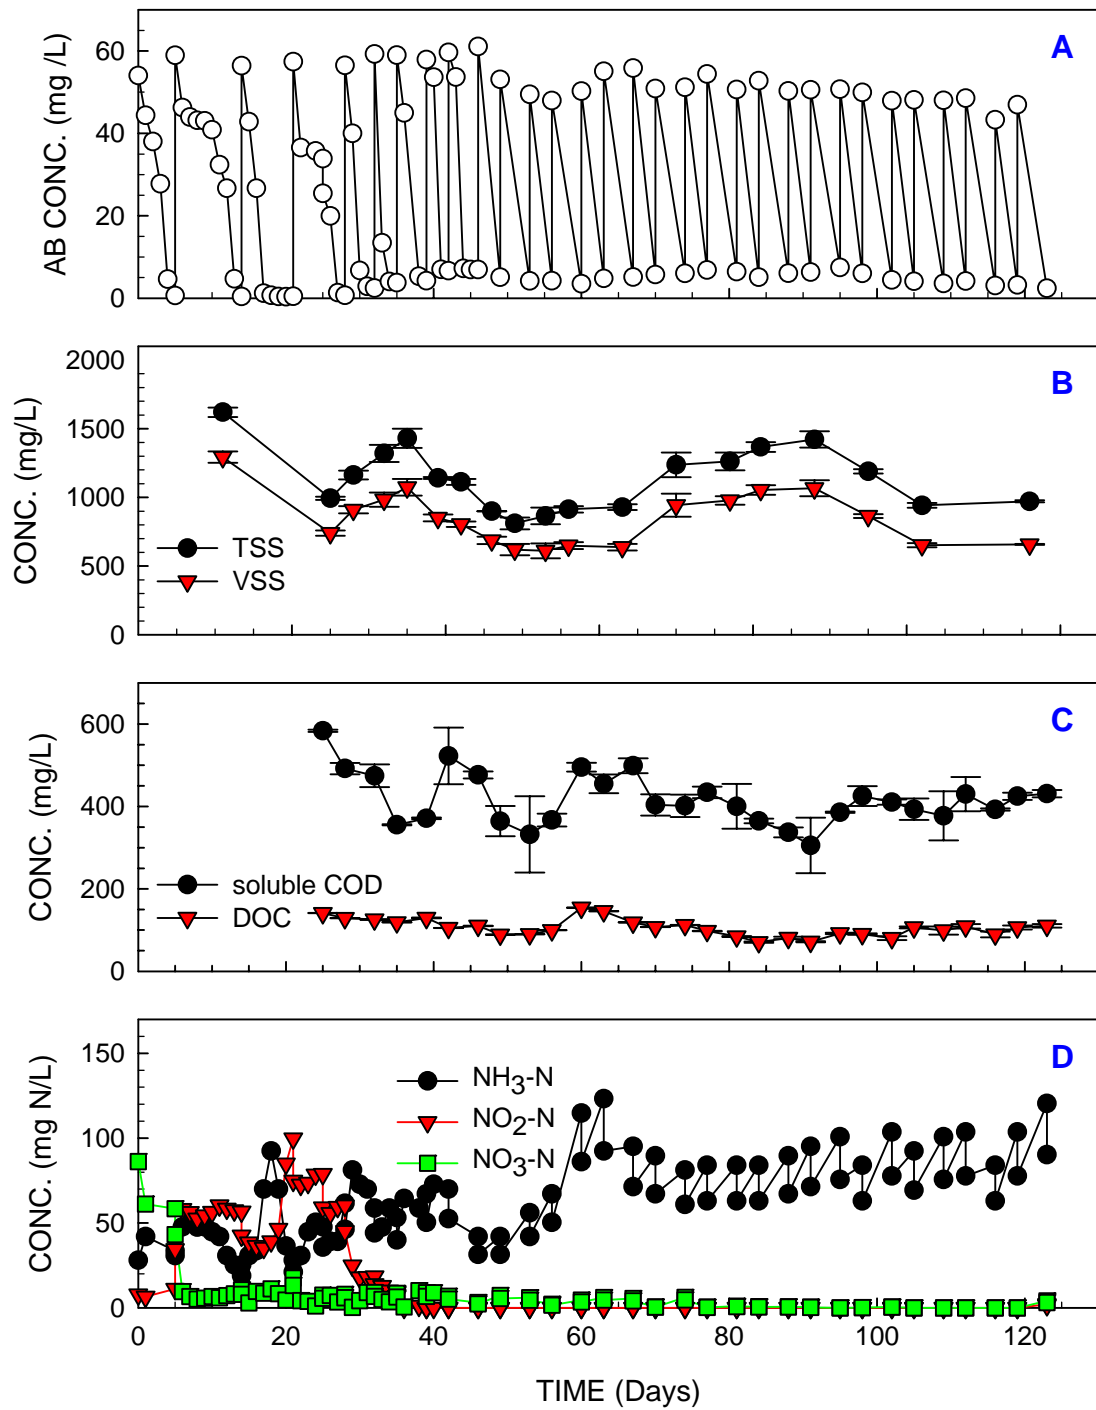 A
AB CONC. (mg /L)
60
40
20
0
B
CONC. (mg/L)
2000
1500
1000
500
0
TSS
VSS
C
CONC. (mg/L)
600
400
200
0
soluble COD
DOC
D
CONC. (mg N/L)
150
100
50
0
NH3-N
NO2-N
NO3-N
0 20 40 60 80 100 120
TIME (Days)